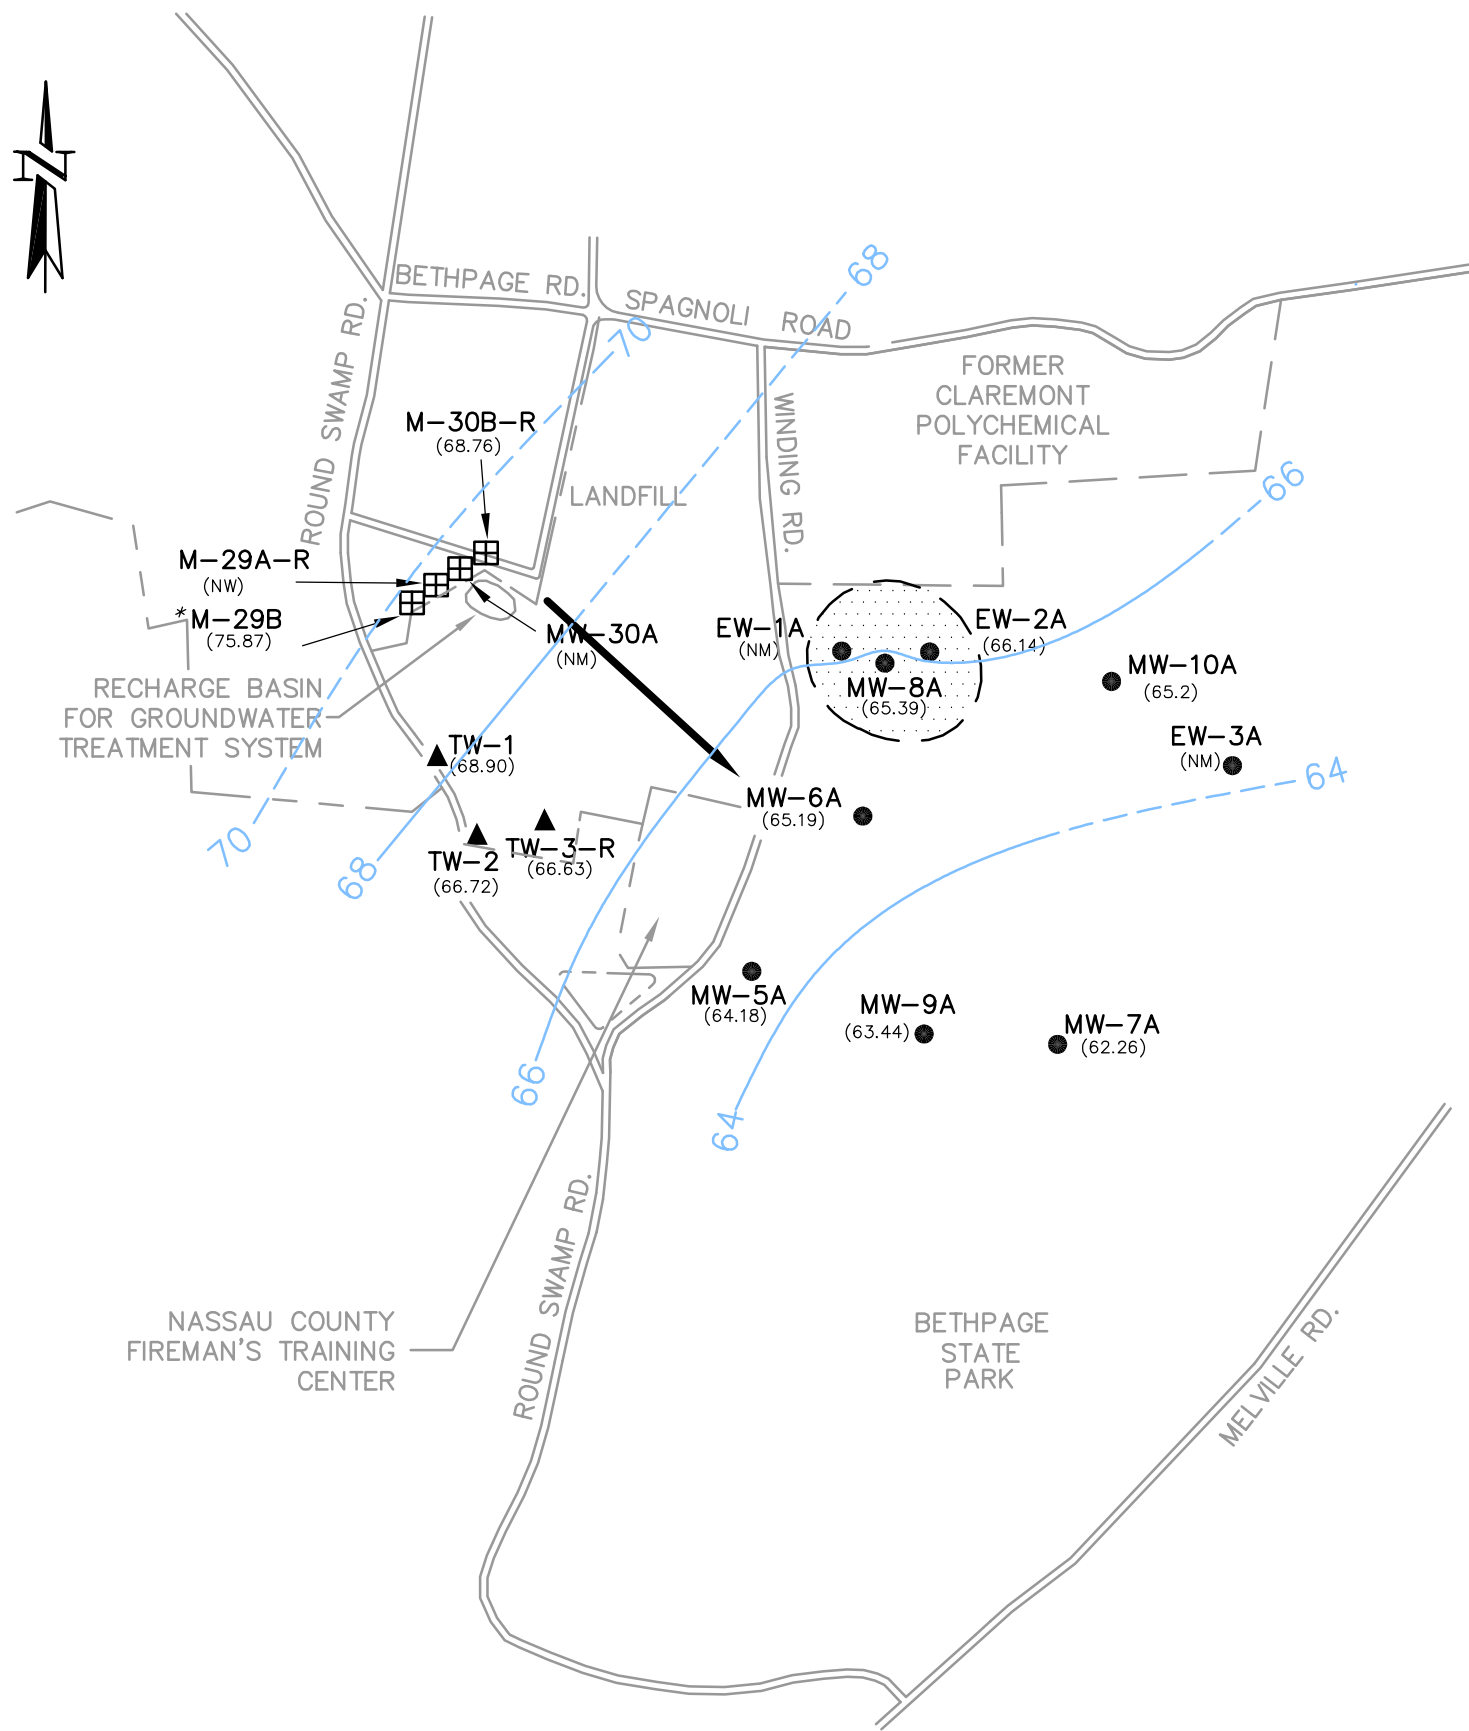 N
68
BETHPAGE RD.
SPAGNOLI ROAD
70
ROUND SWAMP RD.
FORMER
CLAREMONT
POLYCHEMICAL
FACILITY
M-30B-R
(68.76)
WINDING RD.
66
LANDFILL
M-29A-R
(NW)
*M-29B
(75.87)
MW-30A
(NM)
EW-1A
(NM)
EW-2A
(66.14)
MW-8A
(65.39)
MW-10A
(65.2)
RECHARGE BASIN
FOR GROUNDWATER
TREATMENT SYSTEM
TW-1
(68.90)
EW-3A
(NM)
64
MW-6A
(65.19)
70
68
TW-2
(66.72)
TW-3-R
(66.63)
MW-5A
(64.18)
MW-9A
(63.44)
MW-7A
(62.26)
66
64
ROUND SWAMP RD.
NASSAU COUNTY
FIREMAN'S TRAINING
CENTER
BETHPAGE
STATE
PARK
MELVILLE RD.